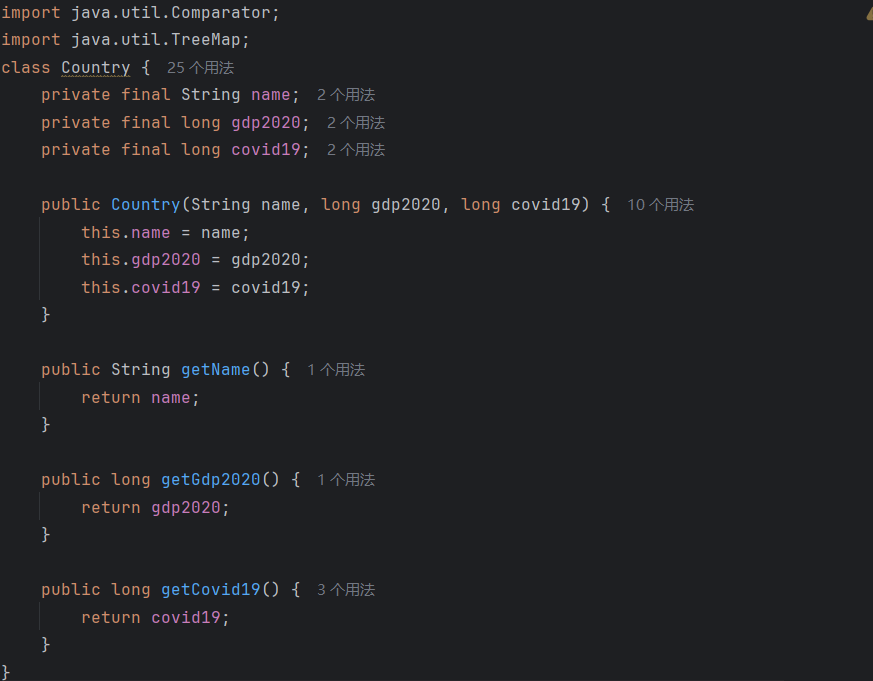 import java.util.Comparator;
import java.util.TreeMap;
class Country {  25 个用法
    private final String name;  2 个用法
    private final long gdp2020;  2 个用法
    private final long covid19;  2 个用法

    public Country(String name, long gdp2020, long covid19) {  10 个用法
        this.name = name;
        this.gdp2020 = gdp2020;
        this.covid19 = covid19;
    }

    public String getName() {  1 个用法
        return name;
    }

    public long getGdp2020() {  1 个用法
        return gdp2020;
    }

    public long getCovid19() {  3 个用法
        return covid19;
    }
}